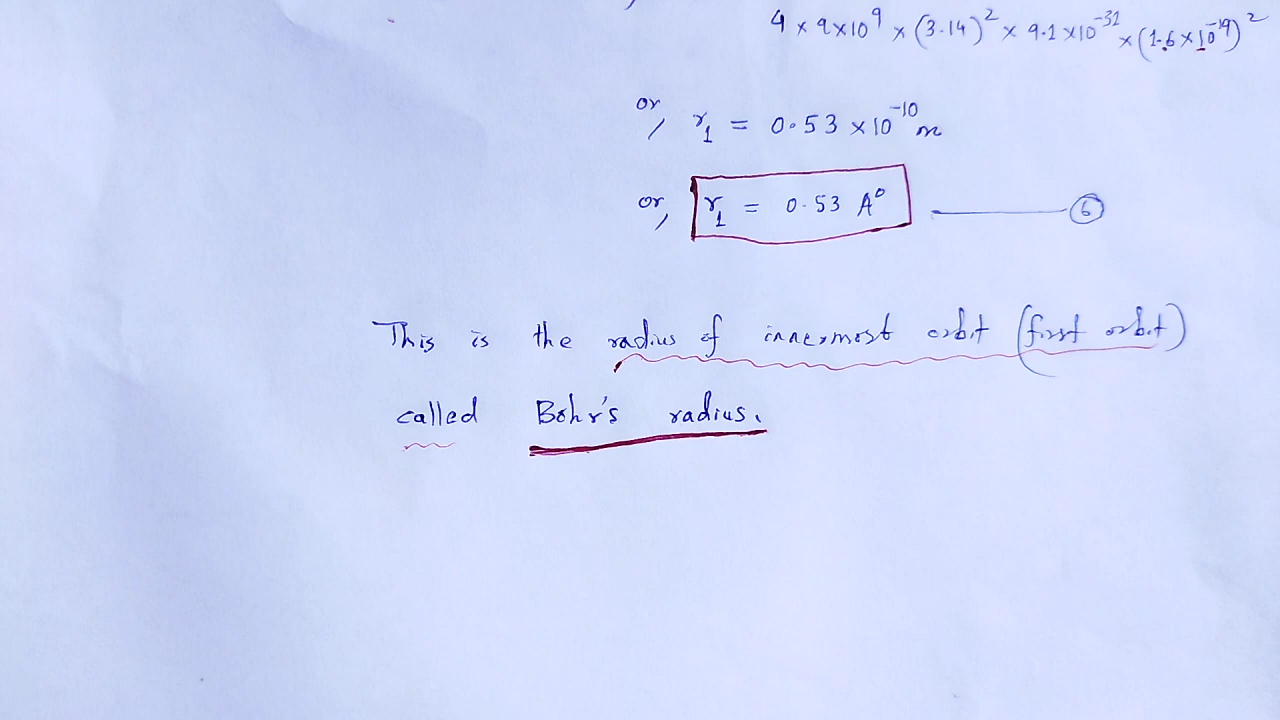 4 × 9×10⁹ × (3.14)² × 9.1 ×10⁻³¹ × (1.6 × 10⁻¹⁹)²
or, r₁ = 0.53 ×10⁻¹⁰ m
or, r₁ = 0.53 A⁰ ⑥
This is the radius of innermost orbit (first orbit)
called Bohr's radius.